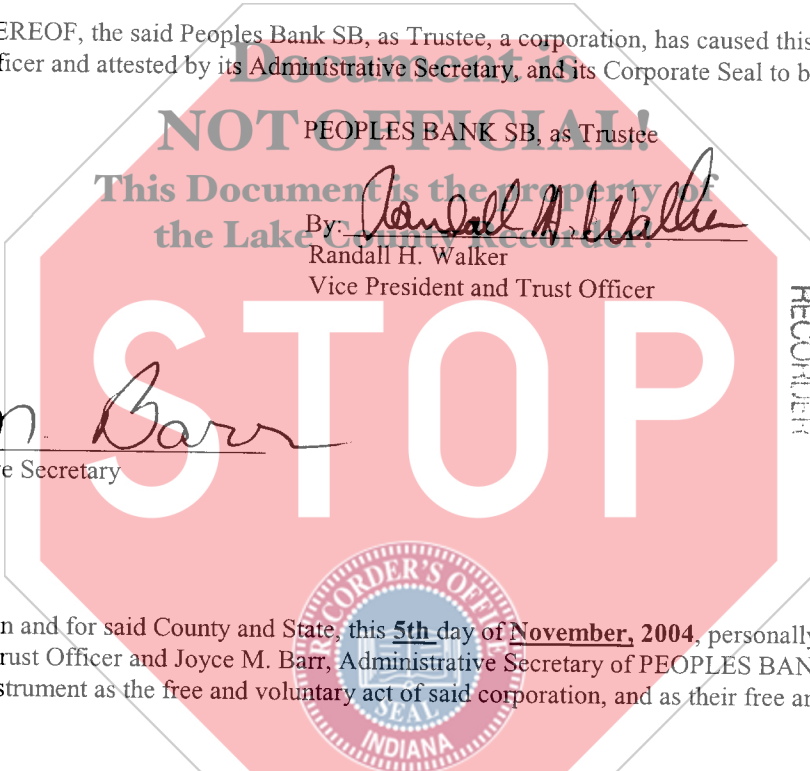 EREOF, the said Peoples Bank SB, as Trustee, a corporation, has caused this
ficer and attested by its Administrative Secretary, and its Corporate Seal to b
Document is
NOT OFFICIAL!
This Document is the property of
the Lake County Recorder!
PEOPLES BANK SB, as Trustee
By: Randall H. Walker
Randall H. Walker
Vice President and Trust Officer
RECORDER
STOP
m Barr
e Secretary
n and for said County and State, this 5th day of November, 2004, personally
rust Officer and Joyce M. Barr, Administrative Secretary of PEOPLES BAN
strument as the free and voluntary act of said corporation, and as their free an
RECORDER'S OFFICE
SEAL
INDIANA